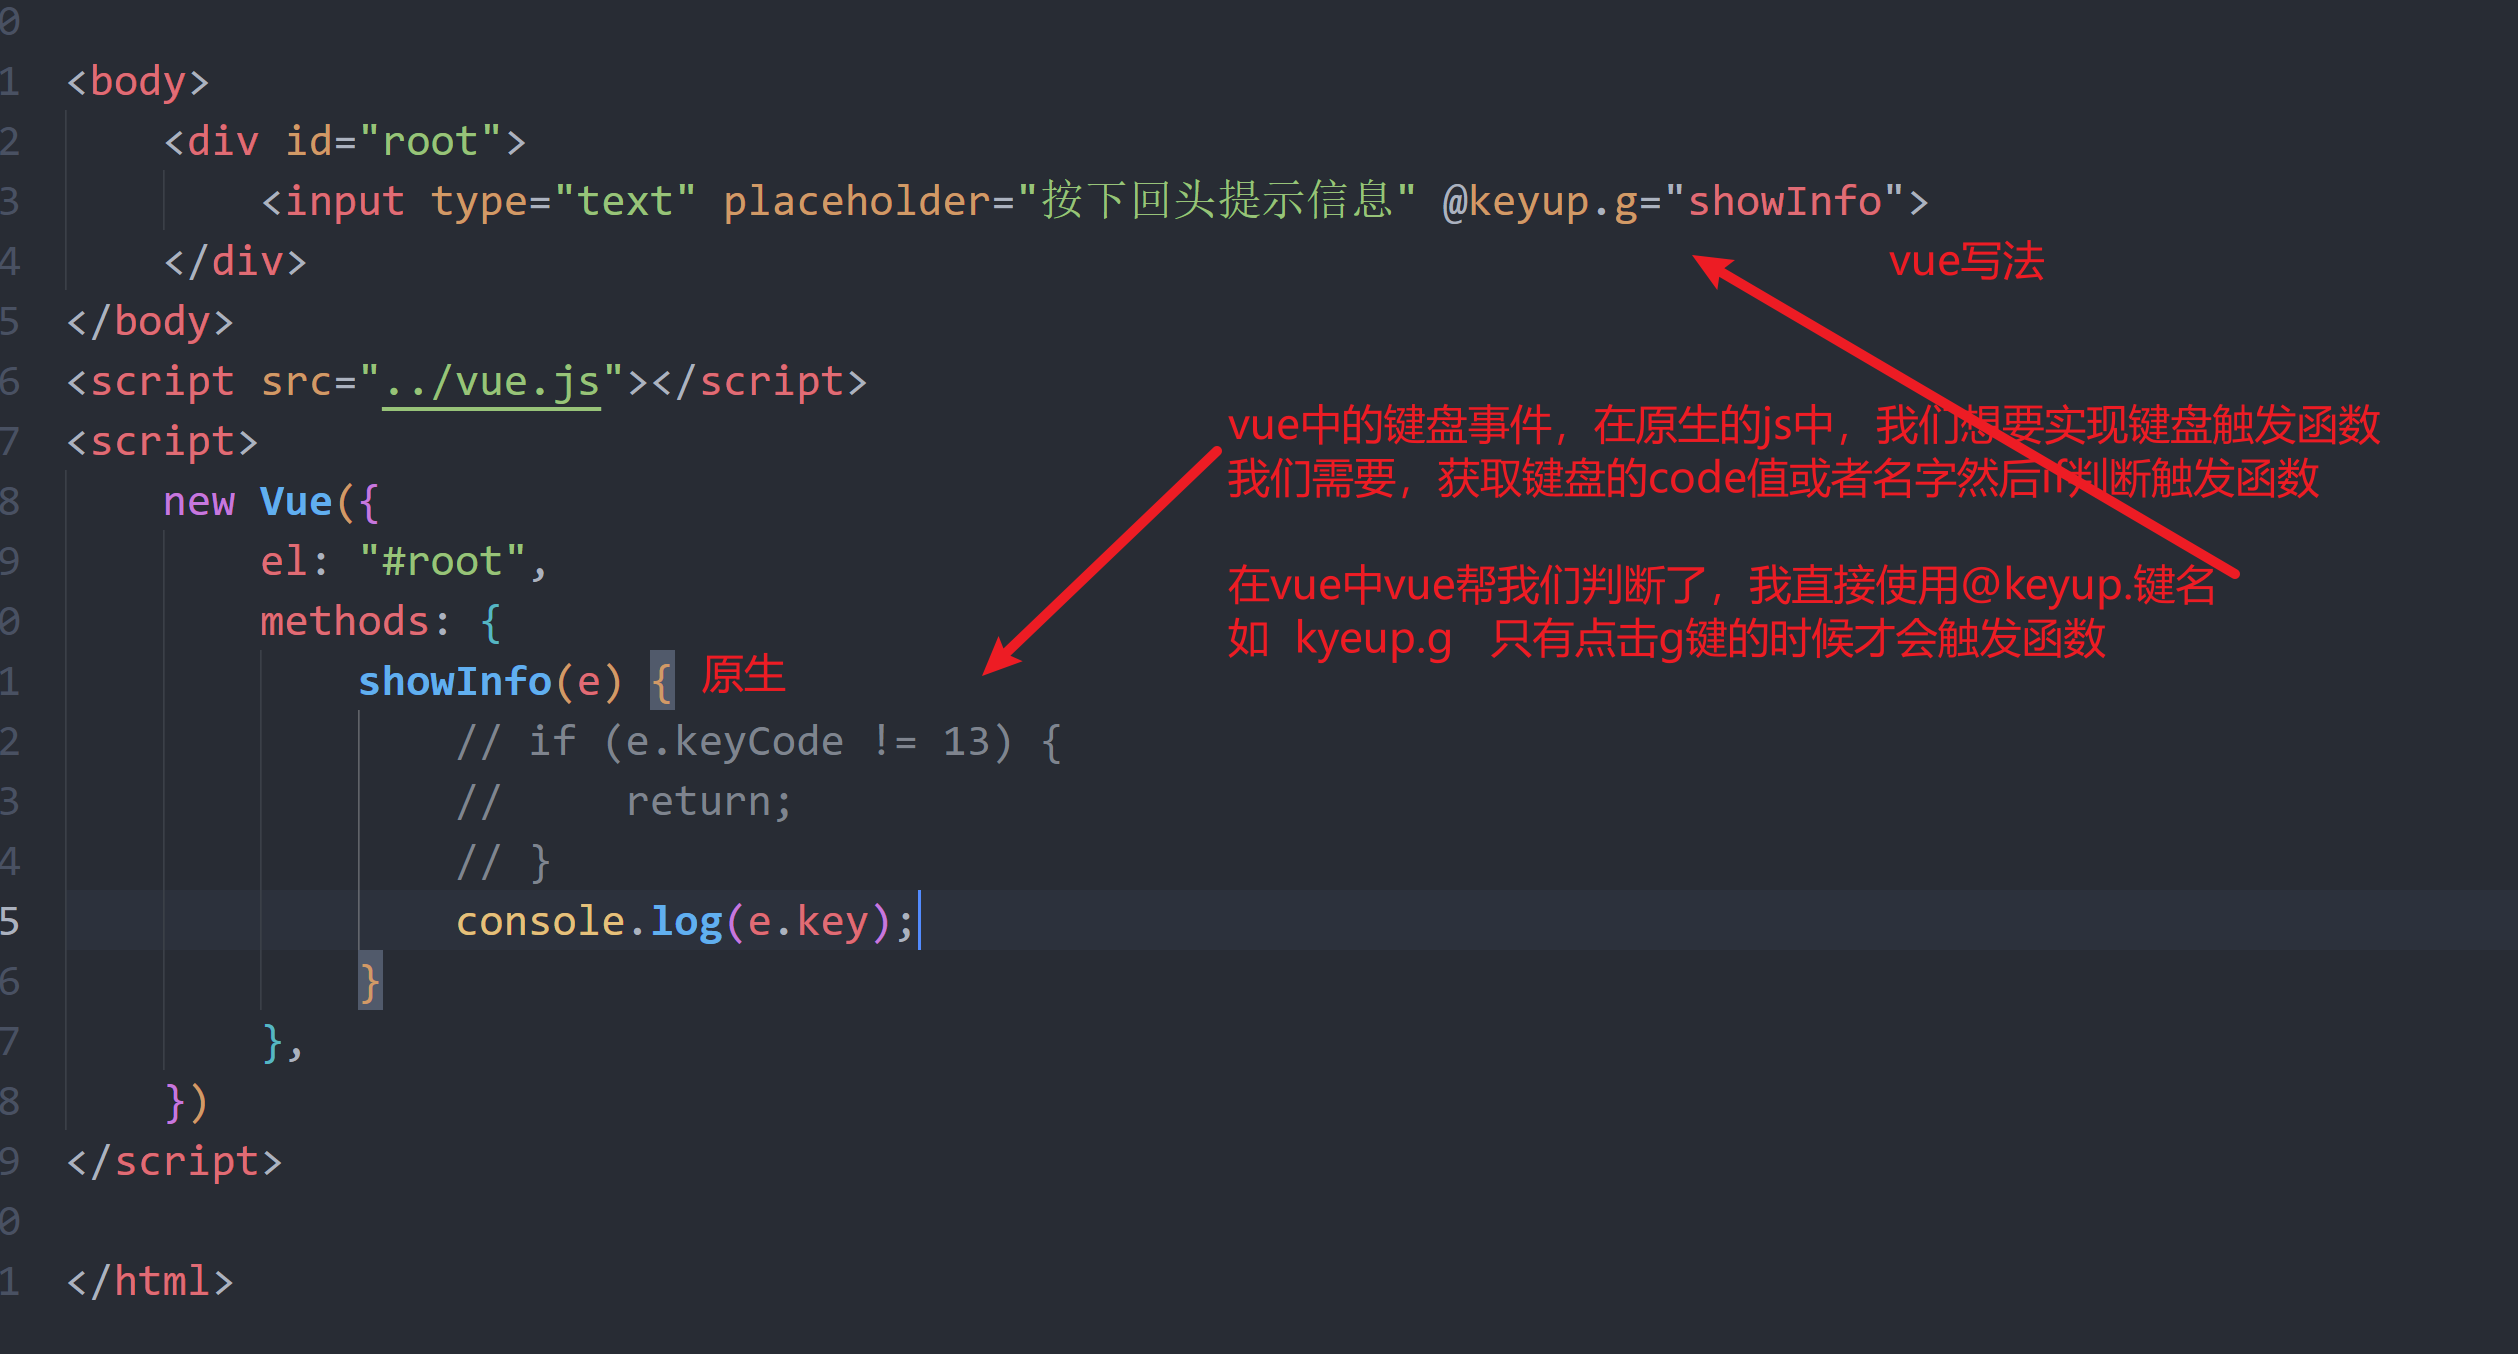 0
1 <body>
2 <div id="root">
3 <input type="text" placeholder="按下回头提示信息" @keyup.g="showInfo">
4 </div>
vue写法
5 </body>
6 <script src="../vue.js"></script>
7 <script>
vue中的键盘事件，在原生的js中，我们想要实现键盘触发函数
我们需要，获取键盘的code值或者名字然后if判断触发函数
8 new Vue({
9 el: "#root",
在vue中vue帮我们判断了，我直接使用@keyup.键名
如 kyeup.g 只有点击g键的时候才会触发函数
0 methods: {
1 showInfo(e) { 原生
2 // if (e.keyCode != 13) {
3 // return;
4 // }
5 console.log(e.key);
6 }
7 },
8 })
9 </script>
0
1 </html>